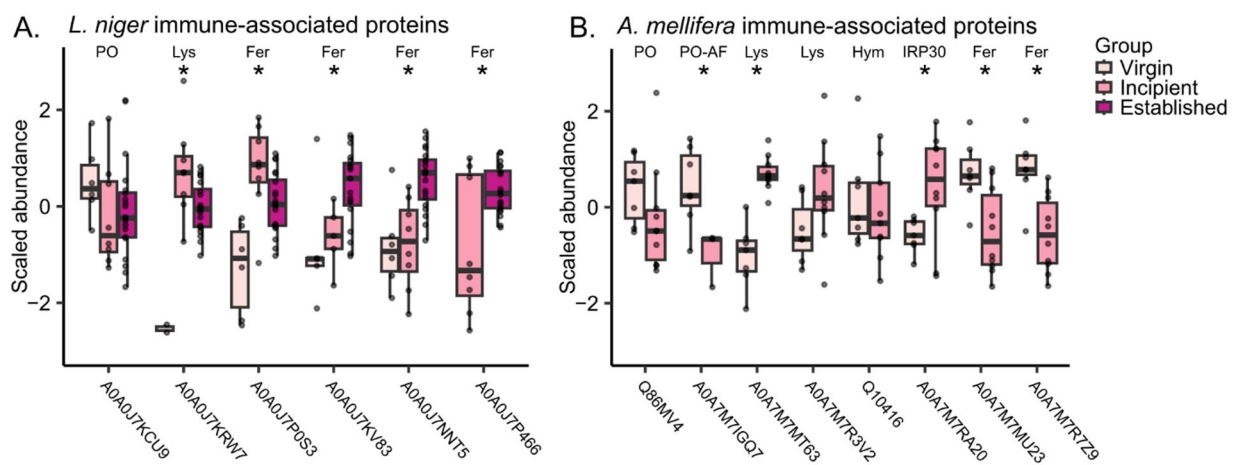 A. L. niger immune-associated proteins
PO Lys Fer Fer Fer Fer
* * * * *
Scaled abundance
2
0
−2
A0A0J7KCU9
A0A0J7KRW7
A0A0J7P0S3
A0A0J7KV83
A0A0J7NNT5
A0A0J7P466
B. A. mellifera immune-associated proteins
PO PO-AF Lys Lys Hym IRP30 Fer Fer
* * * * *
Scaled abundance
2
0
−2
Q86MV4
A0A7M7IGQ7
A0A7M7MT63
A0A7M7R3V2
Q10416
A0A7M7RA20
A0A7M7MU23
A0A7M7R7Z9
Group
Virgin
Incipient
Established